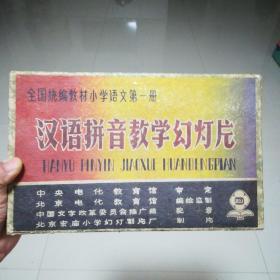 全国统编教材小学语文第一册
汉语拼音教学幻灯片
HANYU PINYIN JIAOXUE HUANDENGPIAN
中央电化教育馆 审定
北京电化教育馆 编绘监制
中国文字改革委员会推广组
北京宏庙小学幻灯制片厂 制片